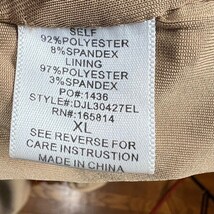 SELF
92%POLYESTER
8%SPANDEX
LINING
97%POLYESTER
3%SPANDEX
PO#:1436
STYLE#:DJL30427EL
RN#:165814
XL
SEE REVERSE FOR
CARE INSTRUSTION
MADE IN CHINA